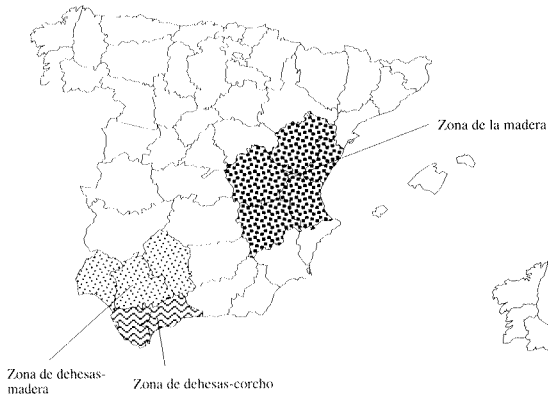 Zona de la madera
Zona de dehesas-
madera
Zona de dehesas-corcho